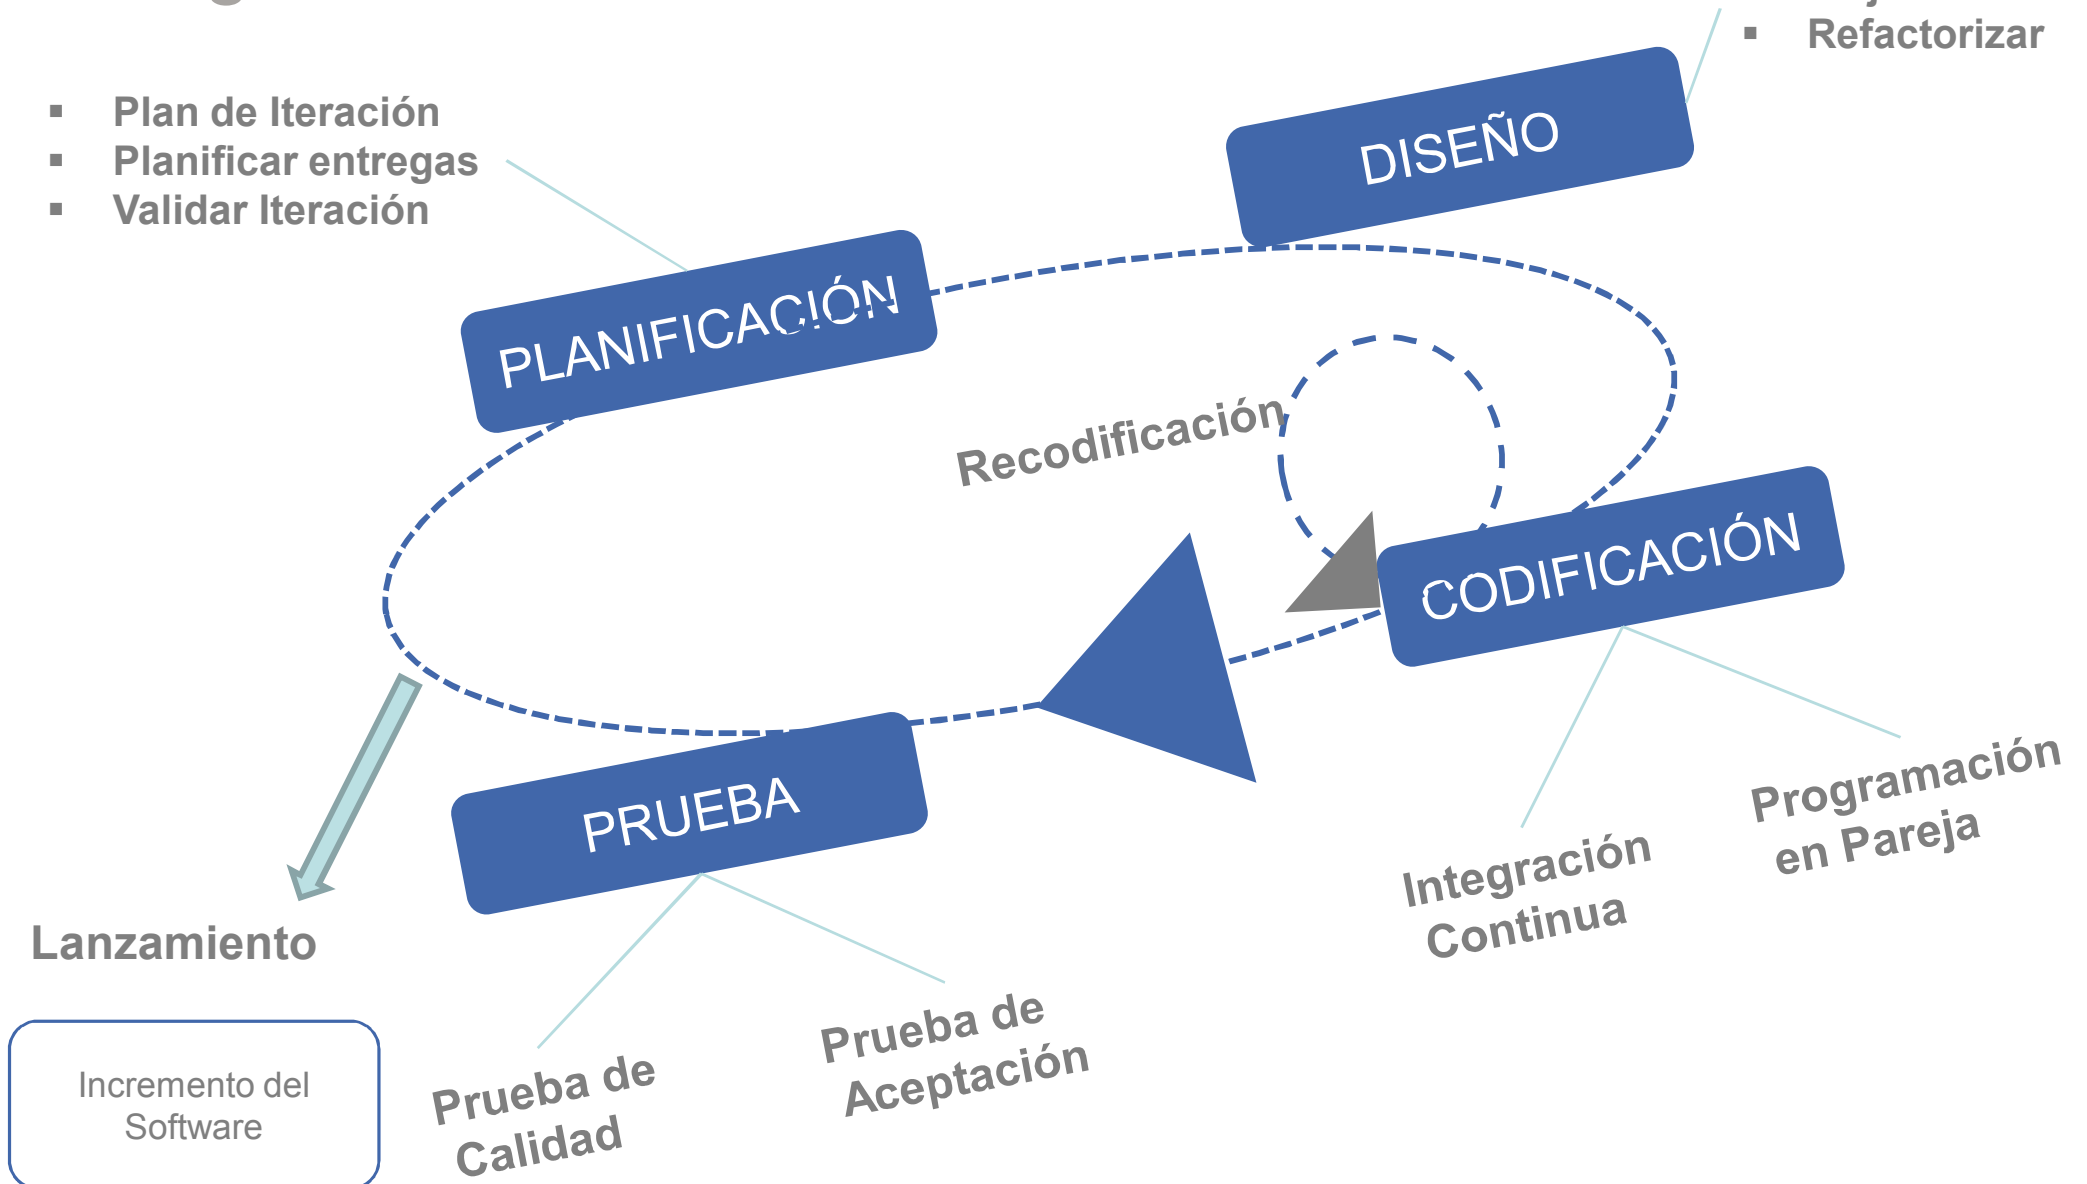 ▪ Refactorizar
▪ Plan de Iteración
▪ Planificar entregas
▪ Validar Iteración
DISEÑO
PLANIFICACIÓN
Recodificación
CODIFICACIÓN
PRUEBA
Programación
en Pareja
Integración
Continua
Lanzamiento
Prueba de
Aceptación
Prueba de
Calidad
Incremento del
Software